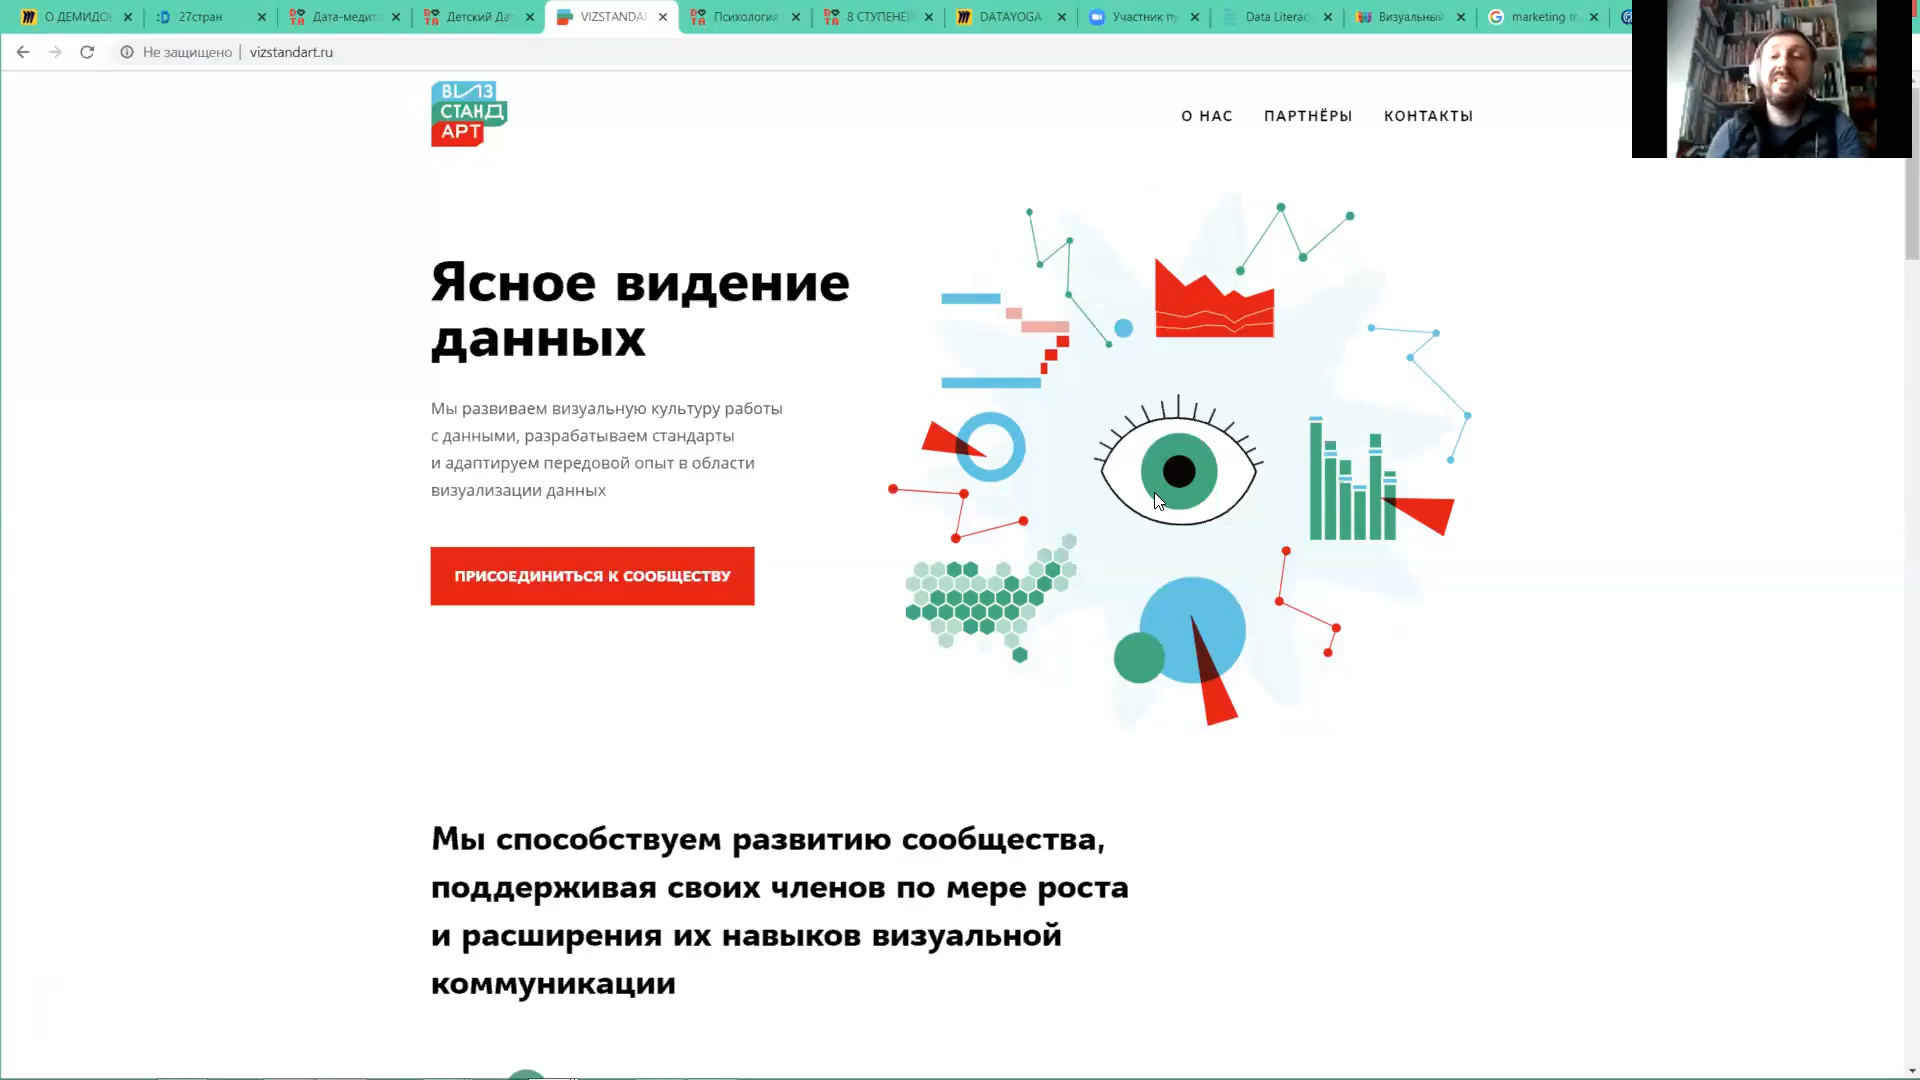 О ДЕМИДО
27стран
Дата-медит
Детский Да
VIZSTANDA
Психология
8 СТУПЕНЕЙ
DATAYOGA
Участник п
Data Literac
Визуальный
marketing
Не защищено | vizstandart.ru
ВИЗ
СТАНД
АРТ
О НАС ПАРТНЁРЫ КОНТАКТЫ
Ясное видение
данных
Мы развиваем визуальную культуру работы
с данными, разрабатываем стандарты
и адаптируем передовой опыт в области
визуализации данных
ПРИСОЕДИНИТЬСЯ К СООБЩЕСТВУ
Мы способствуем развитию сообщества,
поддерживая своих членов по мере роста
и расширения их навыков визуальной
коммуникации